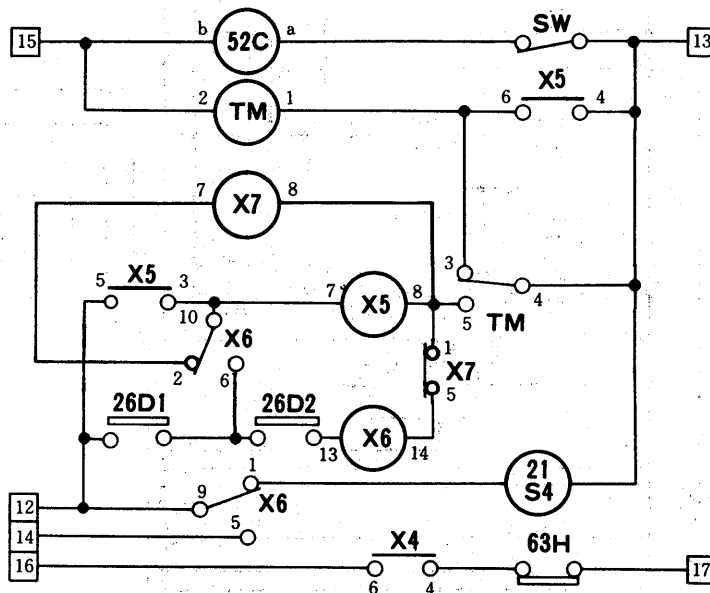 SW
15 b 52C a 13
X5
2 TM 1 6 4
7 X7 8
X5 3
5 3 7 X5 8 4
10 5 TM
X6 1
2 6 X7
26D1 26D2 5
13 X6 14
1 21
12 9 X6 S4
14 5 X4 63H
16 17
6 4